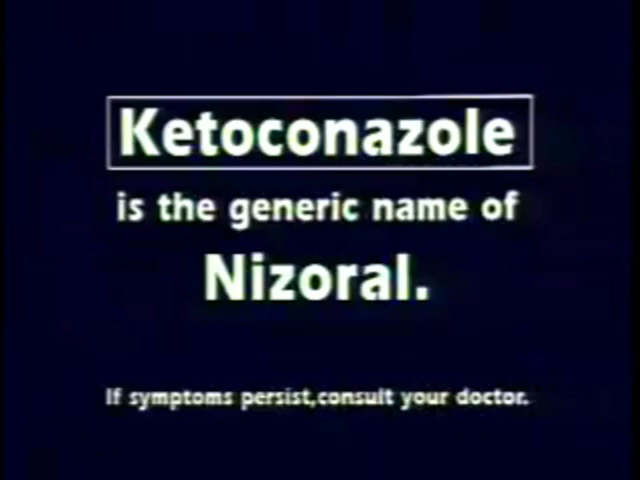 Ketoconazole
is the generic name of
Nizoral.
If symptoms persist,consult your doctor.